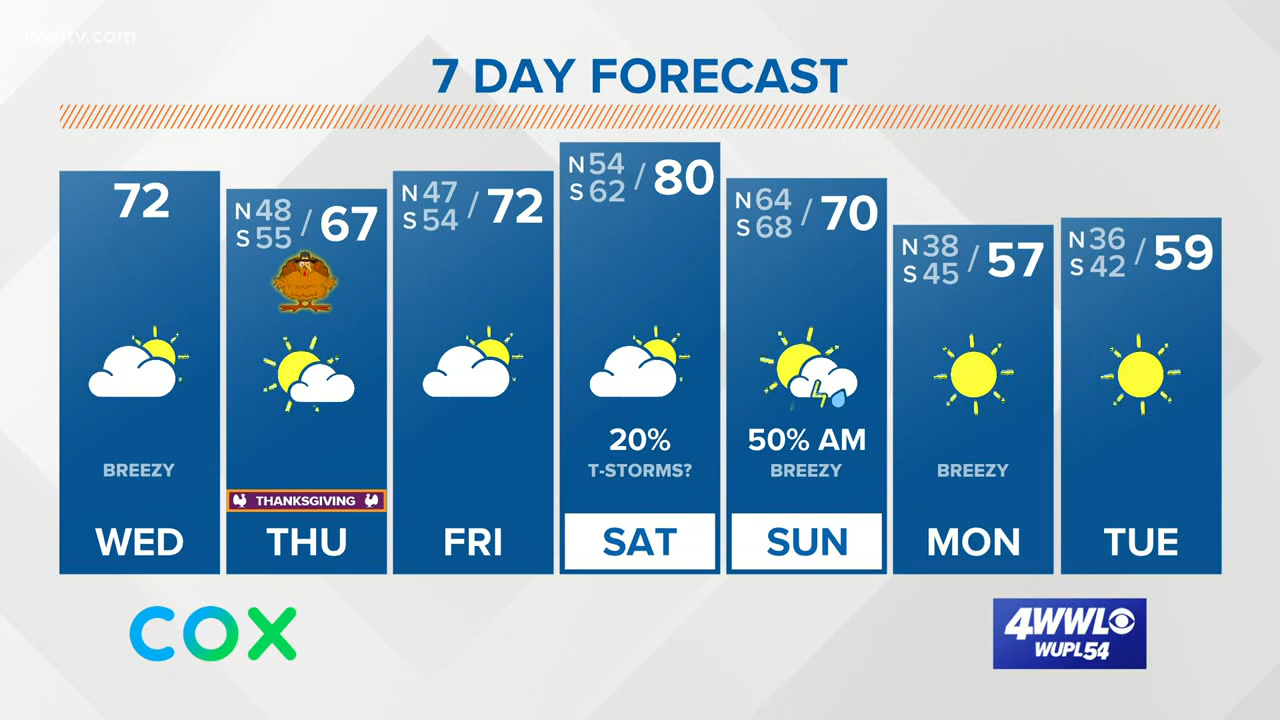 wwltv.com
7 DAY FORECAST
72
BREEZY
WED
N 48
S 55 / 67
THANKSGIVING
THU
N 47
S 54 / 72
FRI
N 54
S 62 / 80
20%
T-STORMS?
SAT
N 64
S 68 / 70
50% AM
BREEZY
SUN
N 38
S 45 / 57
BREEZY
MON
N 36
S 42 / 59
TUE
COX
4WWL
WUPL54